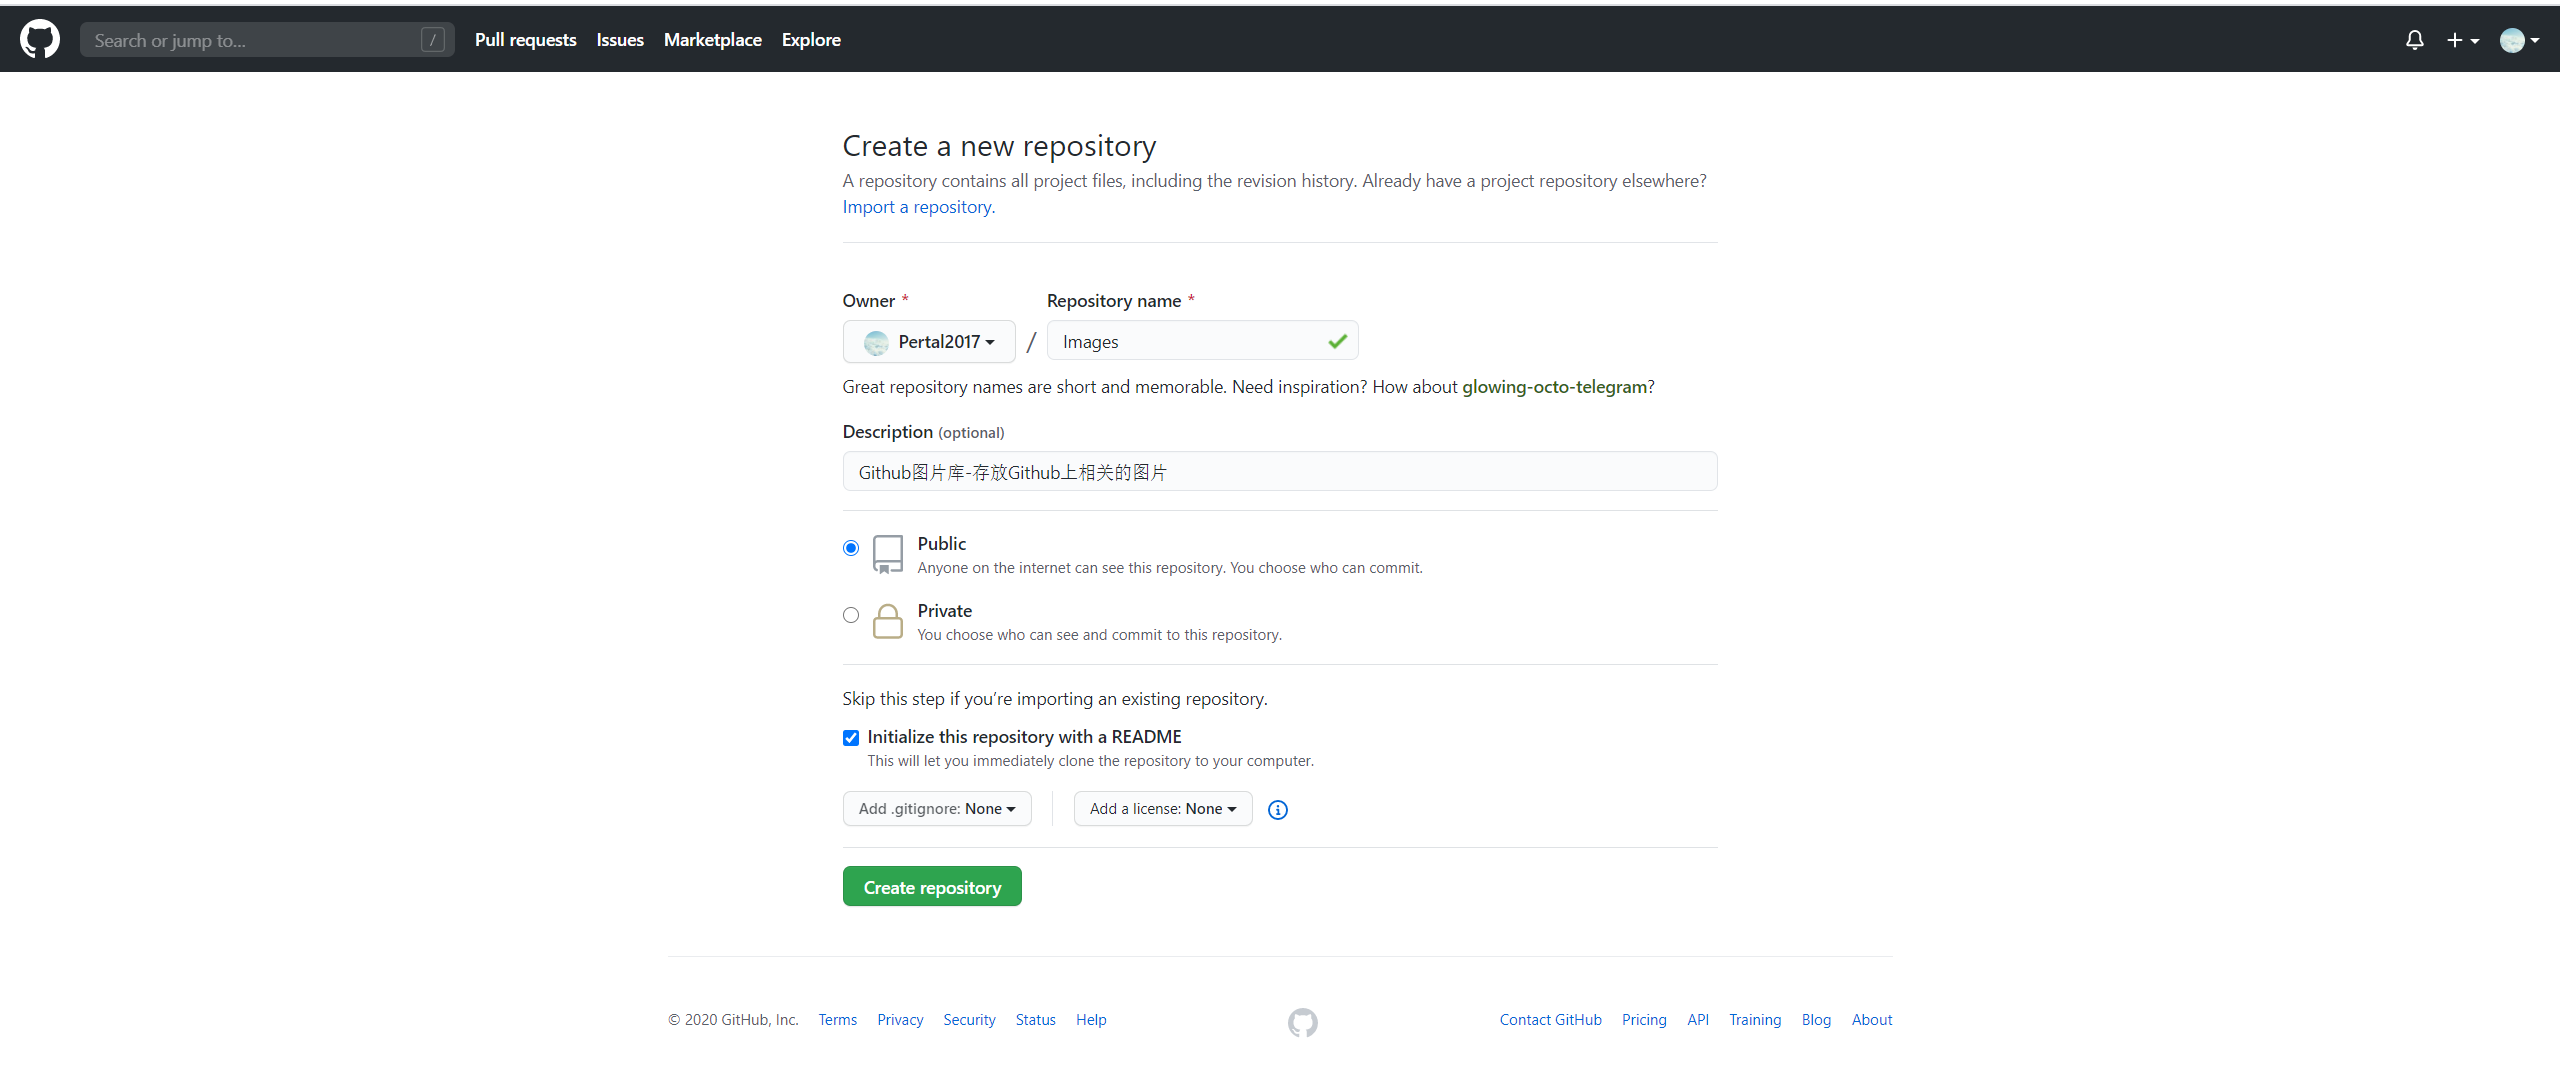 Search or jump to... / Pull requests Issues Marketplace Explore
Create a new repository
A repository contains all project files, including the revision history. Already have a project repository elsewhere?
Import a repository.
Owner * Repository name *
Pertal2017 / Images
Great repository names are short and memorable. Need inspiration? How about glowing-octo-telegram?
Description (optional)
Github图片库-存放Github上相关的图片
Public
Anyone on the internet can see this repository. You choose who can commit.
Private
You choose who can see and commit to this repository.
Skip this step if you’re importing an existing repository.
Initialize this repository with a README
This will let you immediately clone the repository to your computer.
Add .gitignore: None Add a license: None
Create repository
© 2020 GitHub, Inc. Terms Privacy Security Status Help Contact GitHub Pricing API Training Blog About